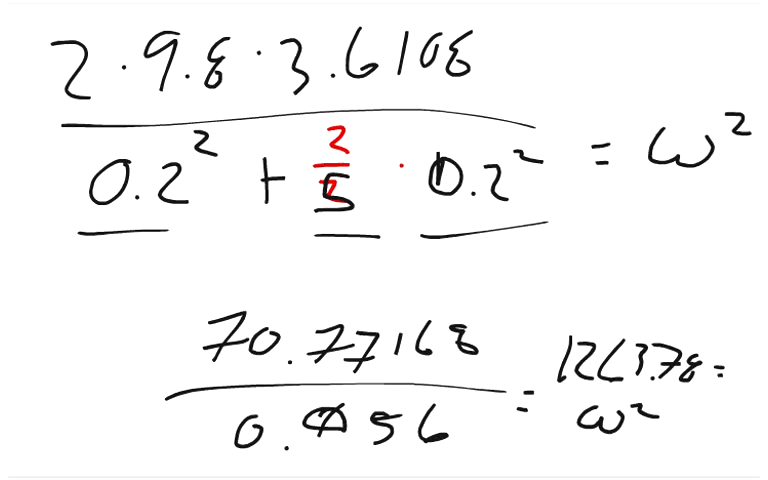 2 · 9.8 · 3.6108
0.2² + 2/5 · 0.2² = ω²
70.77168
0.056 = 1263.78 = ω²